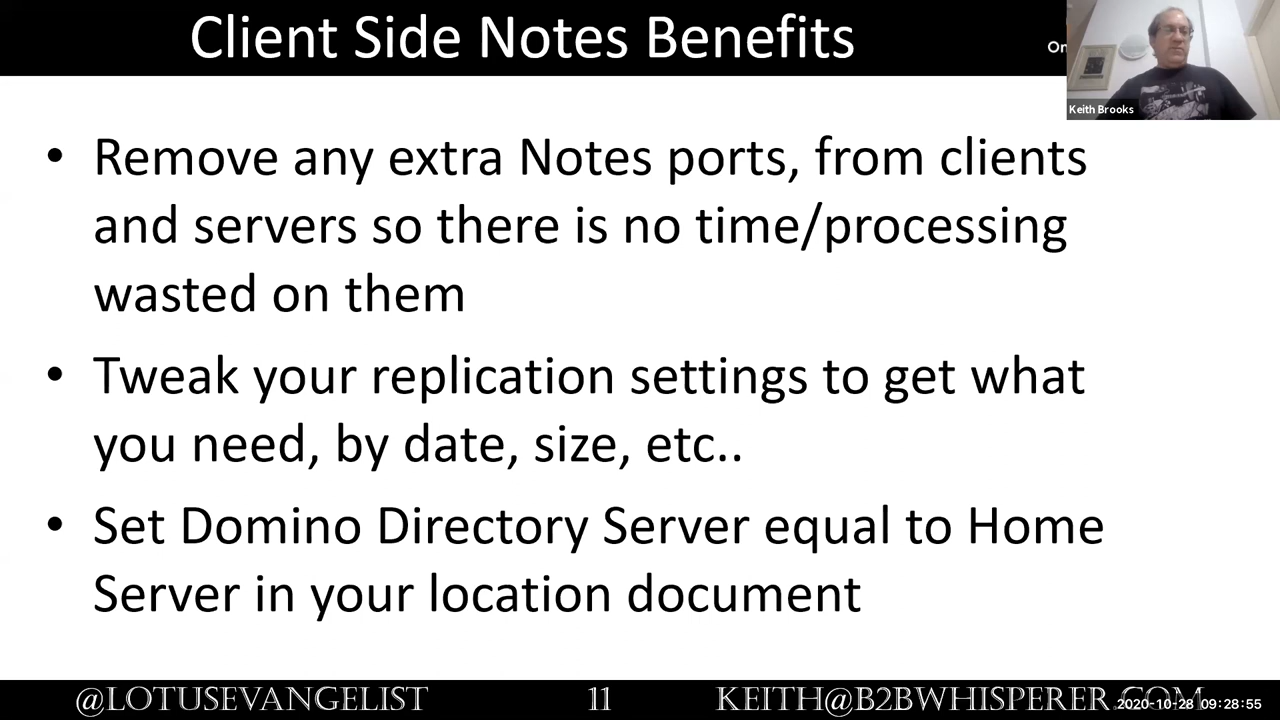 Client Side Notes Benefits
On
Keith Brooks
• Remove any extra Notes ports, from clients
and servers so there is no time/processing
wasted on them
• Tweak your replication settings to get what
you need, by date, size, etc..
• Set Domino Directory Server equal to Home
Server in your location document
@LOTUSEVANGELIST
11
KEITH@B2BWHISPERER.COM
2020-10-28 09:28:55